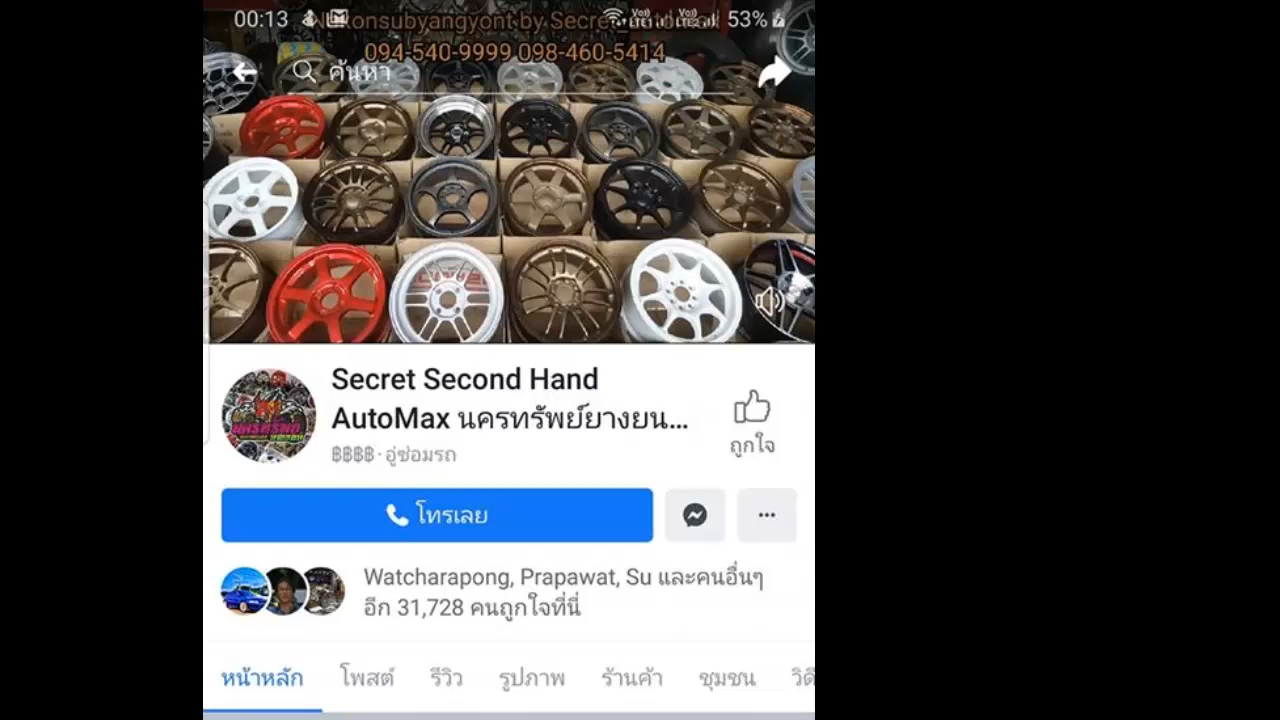 00:13
53%
Nakonsubyangyont by Secret
094-540-9999 098-460-5414
ค้นหา
Secret Second Hand
AutoMax นครทรัพย์ยางยน...
฿฿฿฿ · อู่ซ่อมรถ
ถูกใจ
โทรเลย
Watcharapong, Prapawat, Su และคนอื่นๆ
อีก 31,728 คนถูกใจที่นี่
หน้าหลัก โพสต์ รีวิว รูปภาพ ร้านค้า ชุมชน วิดี